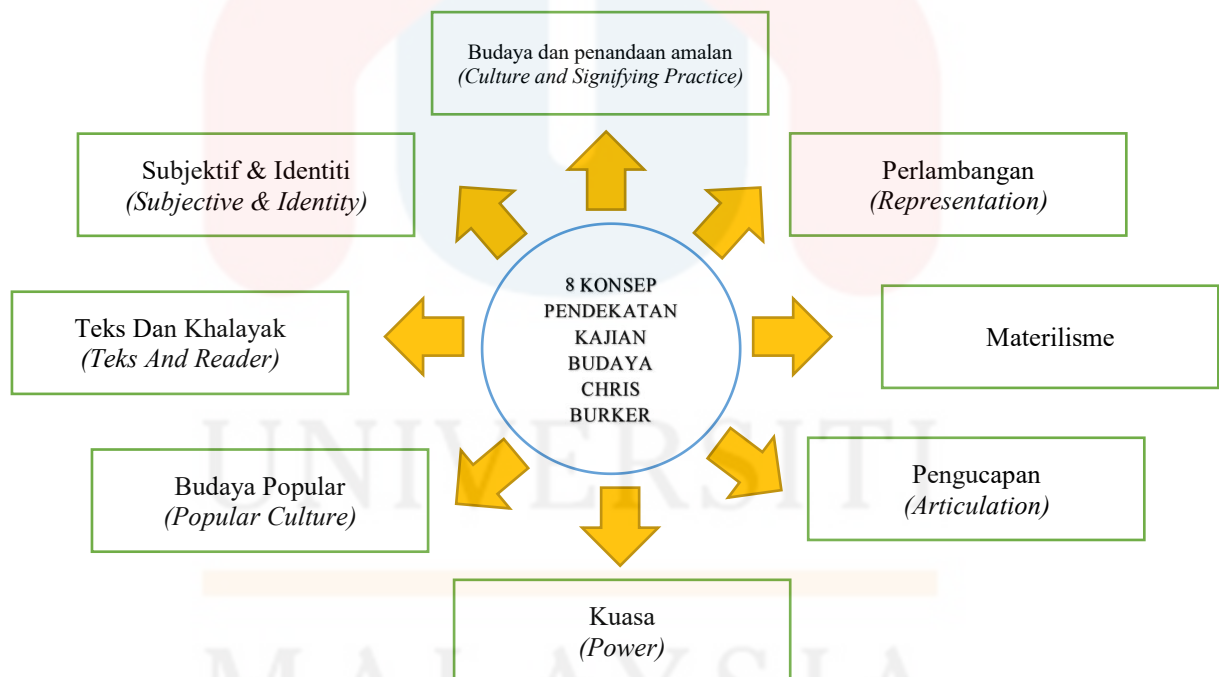 Budaya dan penandaan amalan
(Culture and Signifying Practice)
Subjektif & Identiti
(Subjective & Identity)
Perlambangan
(Representation)
8 KONSEP
PENDEKATAN
KAJIAN
BUDAYA
CHRIS
BURKER
Teks Dan Khalayak
(Teks And Reader)
Materilisme
Budaya Popular
(Popular Culture)
Pengucapan
(Articulation)
Kuasa
(Power)
UNIVERSITI
MALAYSIA